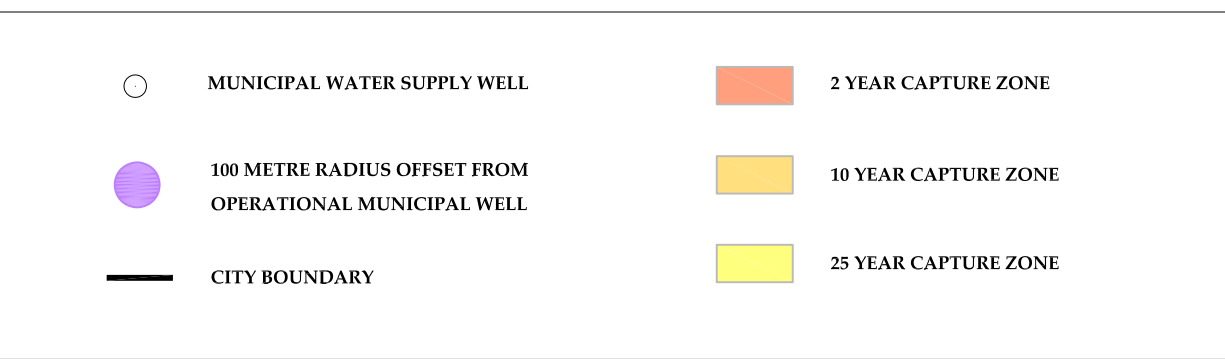 MUNICIPAL WATER SUPPLY WELL
100 METRE RADIUS OFFSET FROM
OPERATIONAL MUNICIPAL WELL
CITY BOUNDARY
2 YEAR CAPTURE ZONE
10 YEAR CAPTURE ZONE
25 YEAR CAPTURE ZONE